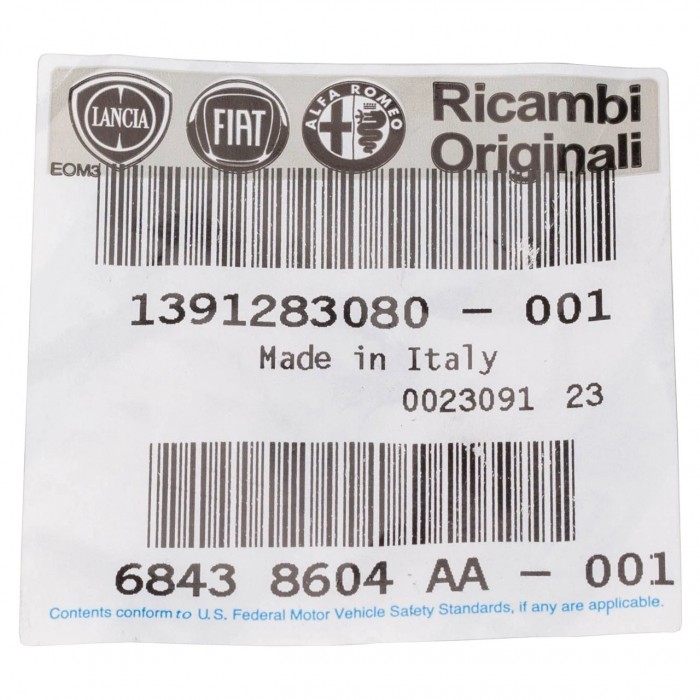 LANCIA FIAT ALFA ROMEO Ricambi
Originali
EOM3
1391283080 - 001
Made in Italy
0023091 23
6843 8604 AA - 001
Contents conform to U.S. Federal Motor Vehicle Safety Standards, if any are applicable.